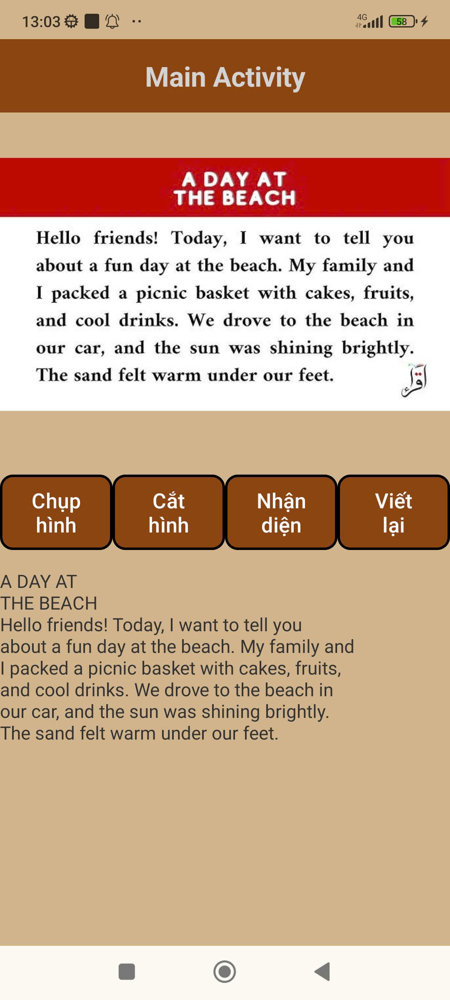 13:03
4G
58
Main Activity
A DAY AT
THE BEACH
Hello friends! Today, I want to tell you
about a fun day at the beach. My family and
I packed a picnic basket with cakes, fruits,
and cool drinks. We drove to the beach in
our car, and the sun was shining brightly.
The sand felt warm under our feet.
اقرأ
Chụp
hình
Cắt
hình
Nhận
diện
Viết
lại
A DAY AT
THE BEACH
Hello friends! Today, I want to tell you
about a fun day at the beach. My family and
I packed a picnic basket with cakes, fruits,
and cool drinks. We drove to the beach in
our car, and the sun was shining brightly.
The sand felt warm under our feet.